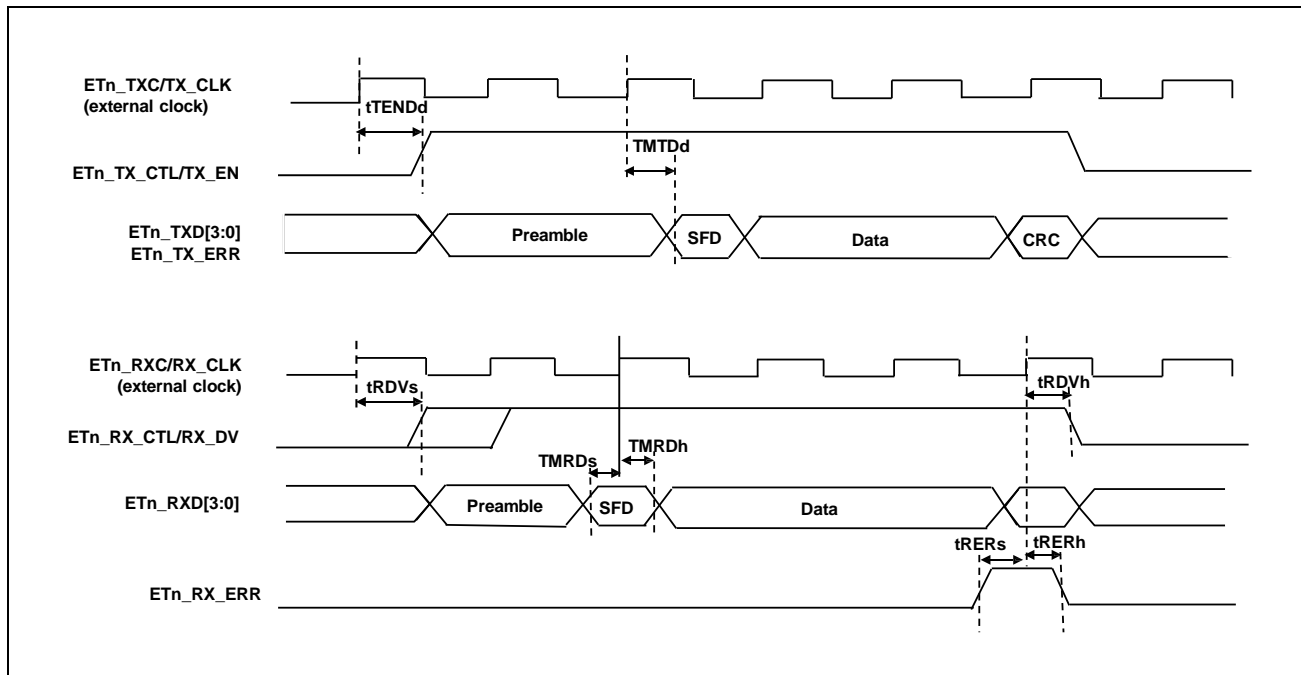 ETn_TXC/TX_CLK
(external clock)
tTENDd
TMTDd
ETn_TX_CTL/TX_EN
ETn_TXD[3:0]
ETn_TX_ERR
Preamble
SFD
Data
CRC
ETn_RXC/RX_CLK
(external clock)
tRDVs
tRDVh
ETn_RX_CTL/RX_DV
TMRDs
TMRDh
ETn_RXD[3:0]
Preamble
SFD
Data
tRERs
tRERh
ETn_RX_ERR